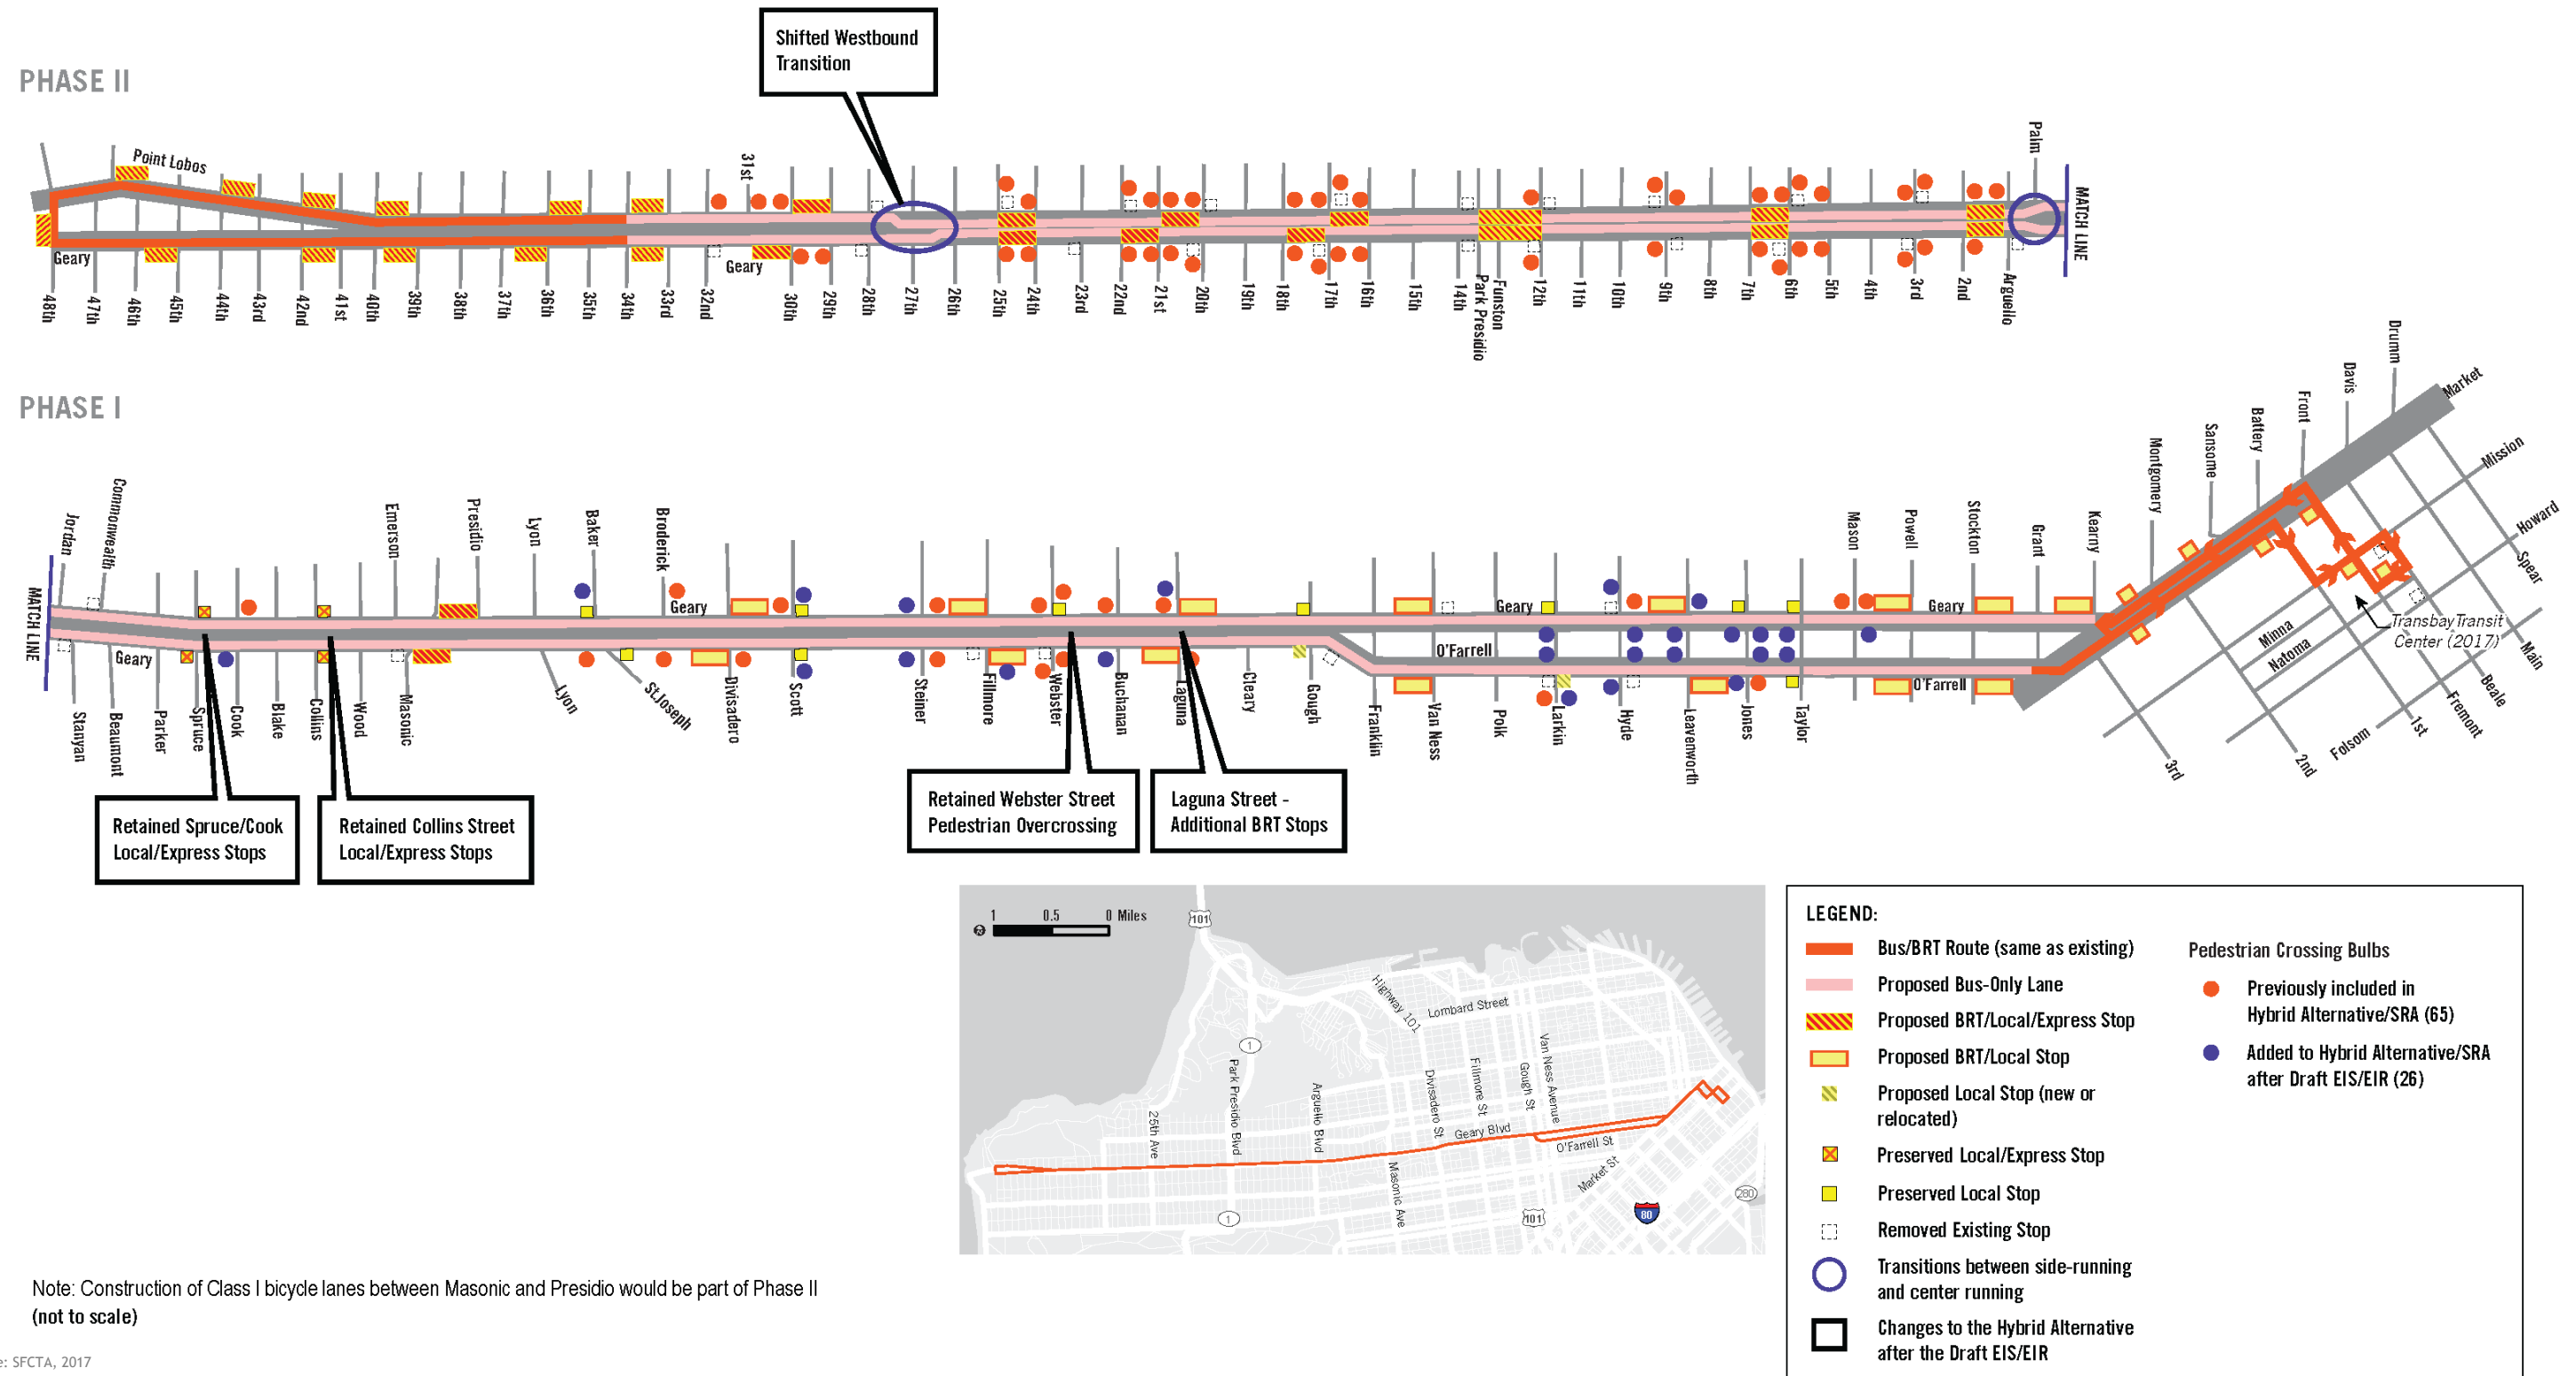 Shifted Westbound
Transition
PHASE II
Point Lobos
31st
Palm
MATCH LINE
Geary
Geary
48th
47th
46th
45th
44th
43rd
42nd
41st
40th
39th
38th
37th
36th
35th
34th
33rd
32nd
30th
29th
28th
27th
26th
25th
24th
23rd
22nd
21st
20th
19th
18th
17th
16th
15th
14th
Park Presidio
Funston
12th
11th
10th
9th
8th
7th
6th
5th
4th
3rd
2nd
Arguello
PHASE I
MATCH LINE
Jordan
Commonwealth
Emerson
Presidio
Lyon
Baker
Broderick
Geary
Geary
Mason
Powell
Stockton
Grant
Kearny
Montgomery
Sansome
Battery
Front
Davis
Drumm
Market
Mission
Howard
Spear
Main
Beale
Fremont
1st
Folsom
2nd
3rd
Minna
Natoma
Transbay Transit
Center (2017)
Geary
O'Farrell
Geary
O'Farrell
Stanyan
Beaumont
Parker
Spruce
Cook
Blake
Collins
Wood
Masonic
Lyon
St.Joseph
Divisadero
Scott
Steiner
Fillmore
Webster
Buchanan
Laguna
Cleary
Gough
Franklin
Van Ness
Polk
Larkin
Hyde
Leavenworth
Jones
Taylor
Retained Spruce/Cook
Local/Express Stops
Retained Collins Street
Local/Express Stops
Retained Webster Street
Pedestrian Overcrossing
Laguna Street -
Additional BRT Stops
1 0.5 0 Miles
101
Highway 101
Lombard Street
1
Park Presidio Blvd
25th Ave
Arguello Blvd
Divisadero St
Fillmore St
Gough St
Van Ness Avenue
Geary Blvd
O'Farrell St
Masonic Ave
Market St
1
101
80
280
LEGEND:
Bus/BRT Route (same as existing)
Proposed Bus-Only Lane
Proposed BRT/Local/Express Stop
Proposed BRT/Local Stop
Proposed Local Stop (new or
relocated)
Preserved Local/Express Stop
Preserved Local Stop
Removed Existing Stop
Transitions between side-running
and center running
Changes to the Hybrid Alternative
after the Draft EIS/EIR
Pedestrian Crossing Bulbs
Previously included in
Hybrid Alternative/SRA (65)
Added to Hybrid Alternative/SRA
after Draft EIS/EIR (26)
Note: Construction of Class I bicycle lanes between Masonic and Presidio would be part of Phase II
(not to scale)
e: SFCTA, 2017